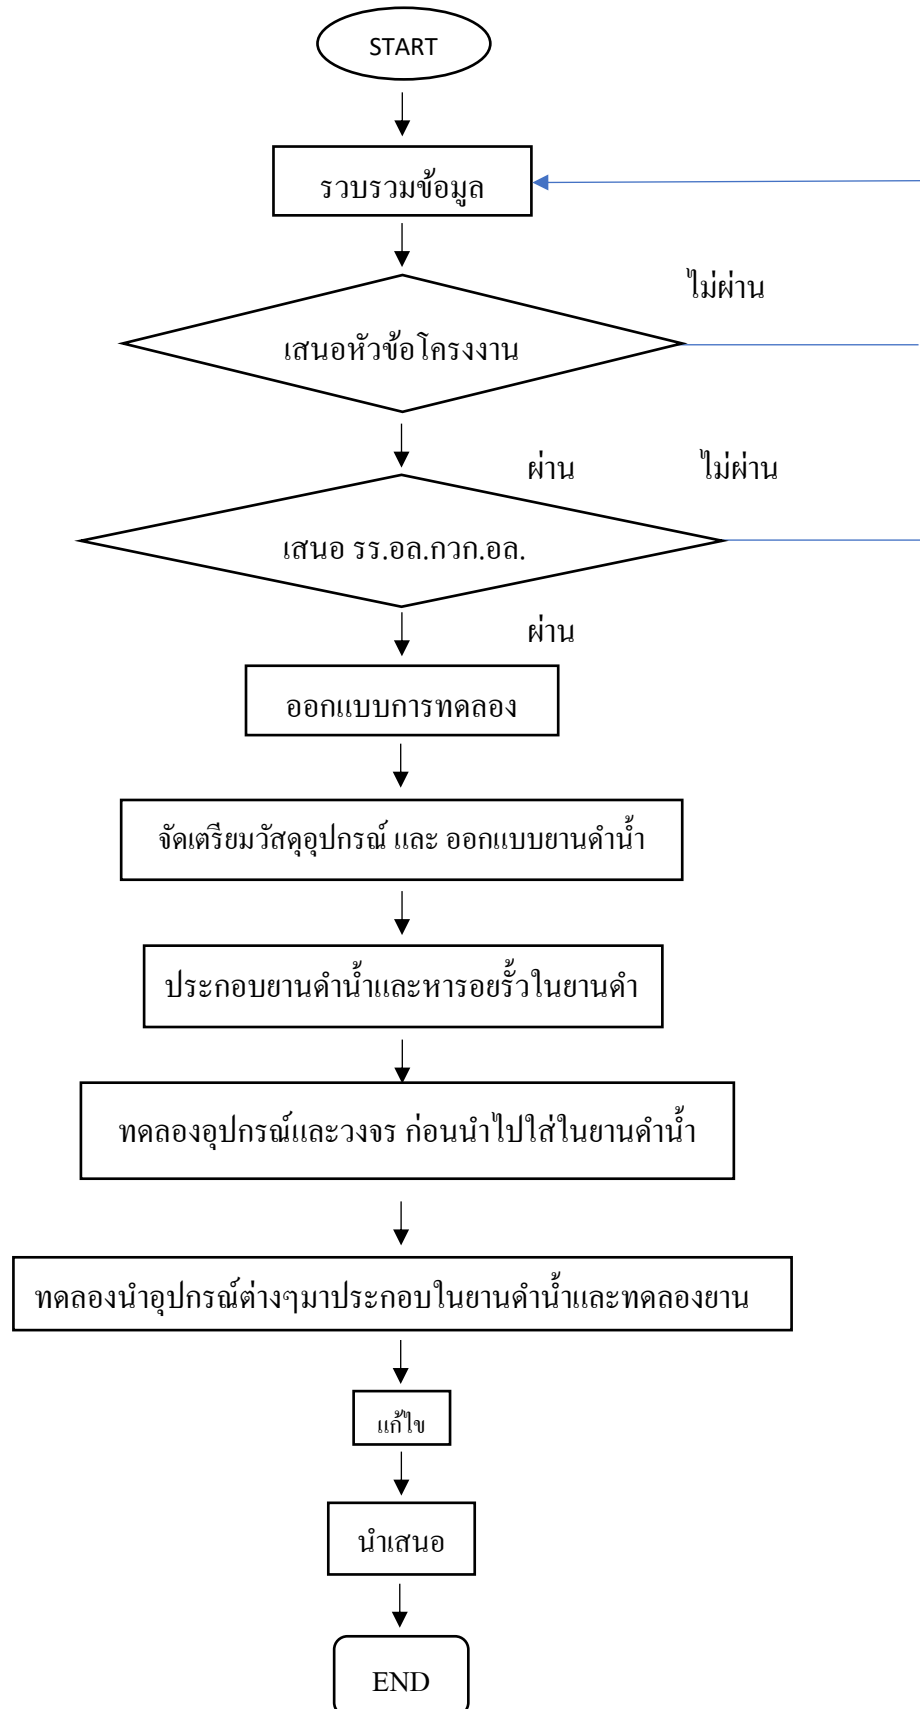 START
รวบรวมข้อมูล
ไม่ผ่าน
เสนอหัวข้อโครงงาน
ผ่าน
ไม่ผ่าน
เสนอ รร.อล.กวก.อล.
ผ่าน
ออกแบบการทดลอง
จัดเตรียมวัสดุอุปกรณ์ และ ออกแบบยานดำน้ำ
ประกอบยานดำน้ำและหารอยรั้วในยานดำ
ทดลองอุปกรณ์และวงจร ก่อนนำไปใส่ในยานดำน้ำ
ทดลองนำอุปกรณ์ต่างๆมาประกอบในยานดำน้ำและทดลองยาน
แก้ไข
นำเสนอ
END